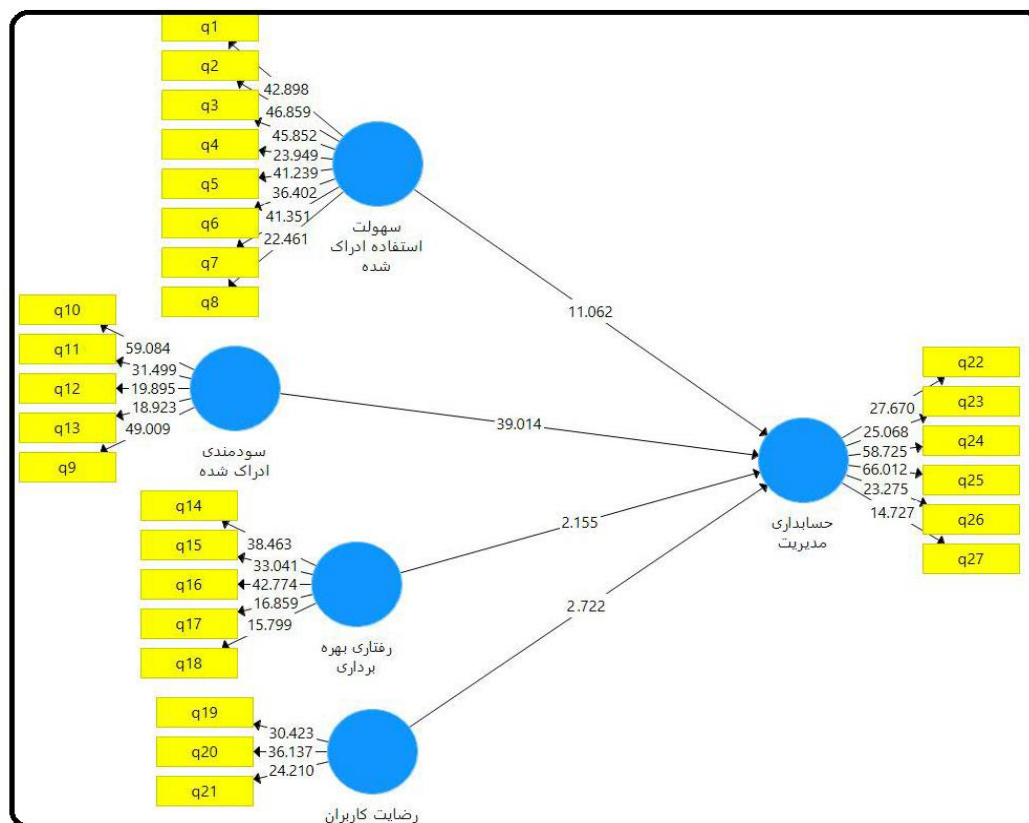 q1
q2
q3
q4
q5
q6
q7
q8
42.898
46.859
45.852
23.949
41.239
36.402
41.351
22.461
سهولت
استفاده ادراک
شده
11.062
q10
q11
q12
q13
q9
59.084
31.499
19.895
18.923
49.009
سودمندی
ادراک شده
39.014
q14
q15
q16
q17
q18
38.463
33.041
42.774
16.859
15.799
رفتاری بهره
برداری
2.155
q19
q20
q21
30.423
36.137
24.210
رضایت کاربران
2.722
حسابداری
مدیریت
27.670
25.068
58.725
66.012
23.275
14.727
q22
q23
q24
q25
q26
q27